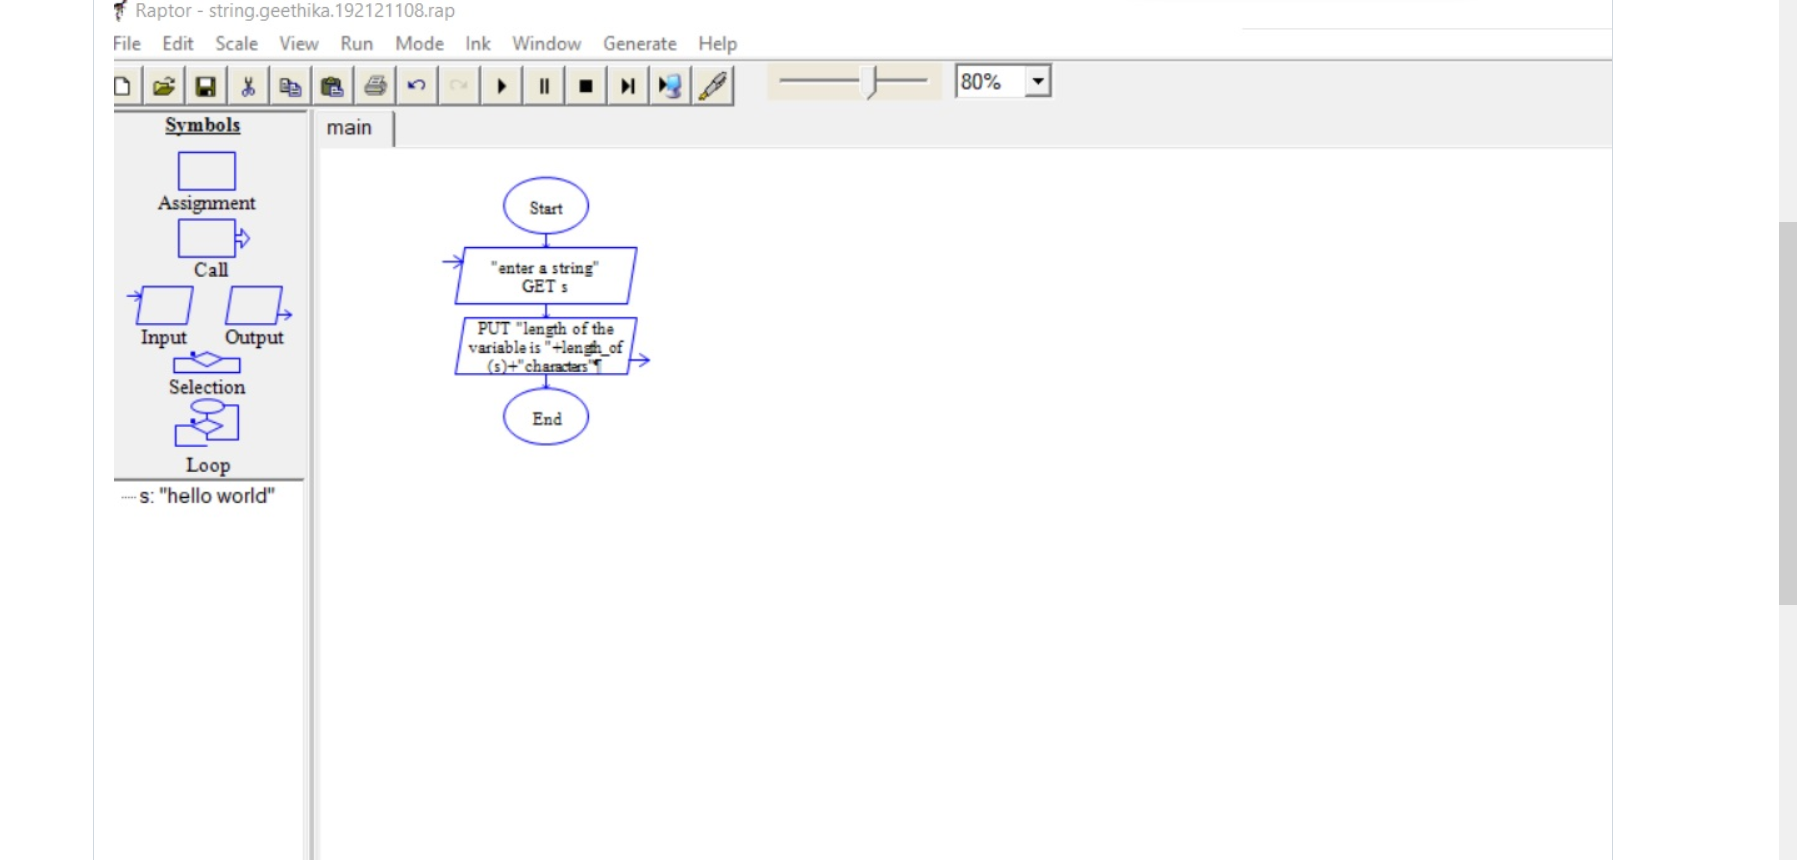 Raptor - string.geethika.192121108.rap
File Edit Scale View Run Mode Ink Window Generate Help
80%
Symbols
main
Assignment
Call
Input Output
Selection
Loop
s: "hello world"
Start
"enter a string"
GET s
PUT "length of the
variable is "+length_of
(s)+"characters"¶
End